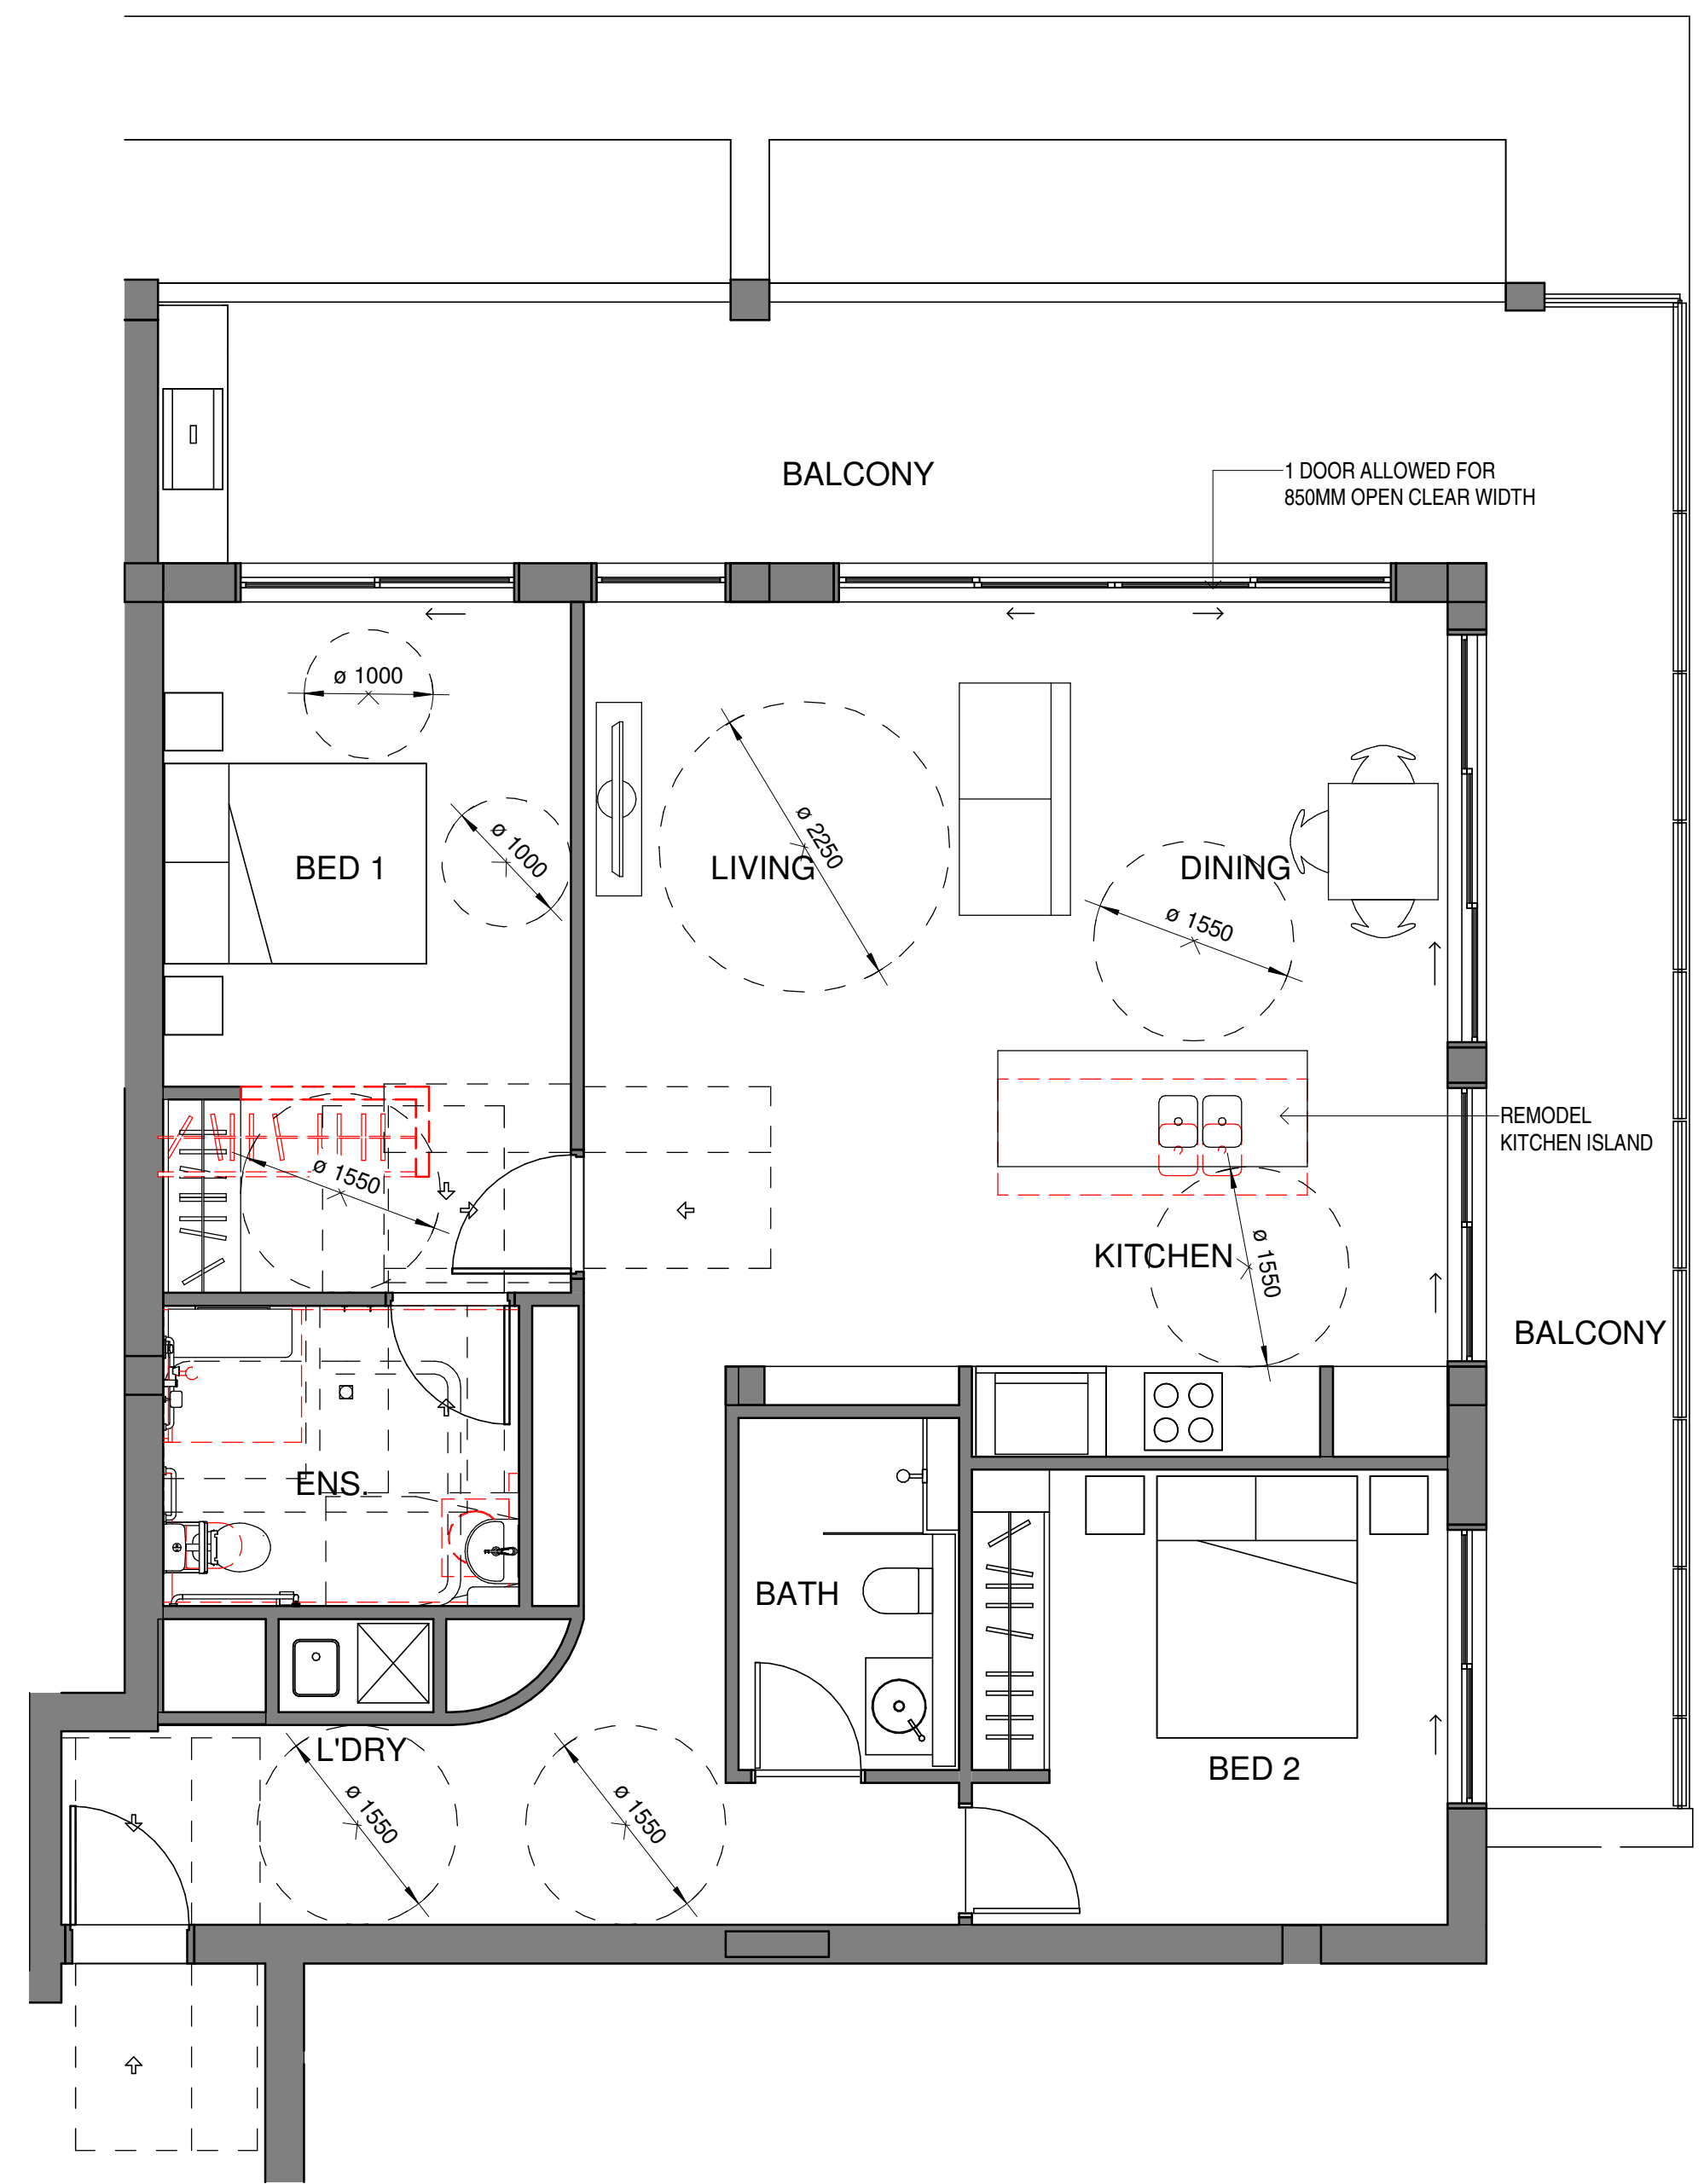 BALCONY
1 DOOR ALLOWED FOR
850MM OPEN CLEAR WIDTH
ø 1000
ø 1000
BED 1
ø 2250
LIVING
DINING
ø 1550
REMODEL
KITCHEN ISLAND
ø 1550
KITCHEN
ø 1550
BALCONY
ENS.
BATH
L'DRY
BED 2
ø 1550
ø 1550